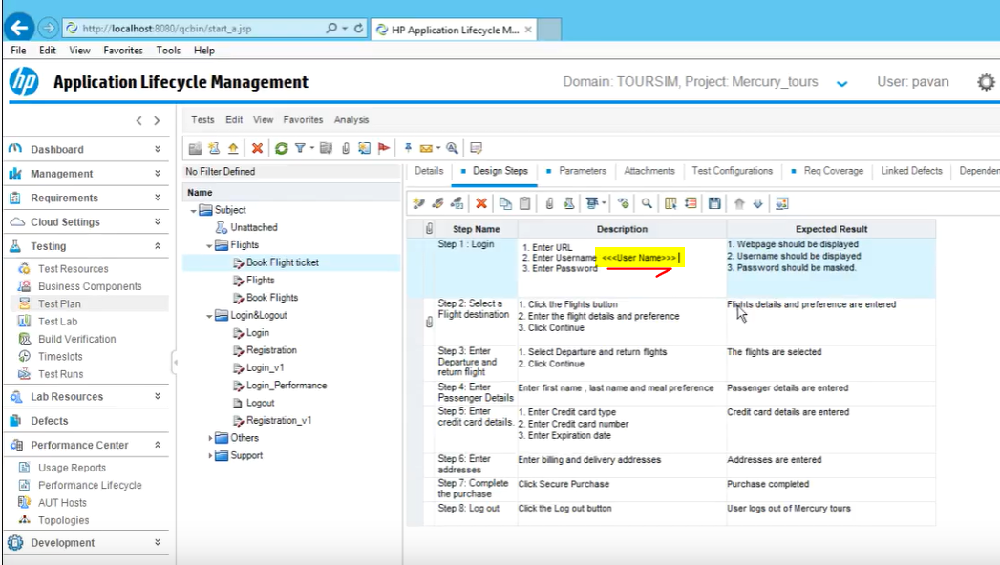 http://localhost:8080/qcbin/start_a.jsp
HP Application Lifecycle M...
File Edit View Favorites Tools Help
hp Application Lifecycle Management
Domain: TOURSIM, Project: Mercury_tours
User: pavan
Dashboard
Management
Requirements
Cloud Settings
Testing
Test Resources
Business Components
Test Plan
Test Lab
Build Verification
Timeslots
Test Runs
Lab Resources
Defects
Performance Center
Usage Reports
Performance Lifecycle
AUT Hosts
Topologies
Development
Tests Edit View Favorites Analysis
No Filter Defined
Name
Subject
Unattached
Flights
Book Flight ticket
Flights
Book Flights
Login&Logout
Login
Registration
Login_v1
Login_Performance
Logout
Registration_v1
Others
Support
Details Design Steps Parameters Attachments Test Configurations Req Coverage Linked Defects Dependen
Step Name Description Expected Result
Step 1 : Login
1. Enter URL
2. Enter Username <<<User Name>>>
3. Enter Password
1. Webpage should be displayed
2. Username should be displayed
3. Password should be masked.
Step 2: Select a
Flight destination
1. Click the Flights button
2. Enter the flight details and preference
3. Click Continue
Flights details and preference are entered
Step 3: Enter
Departure and
return flight
1. Select Departure and return flights
2. Click Continue
The flights are selected
Step 4: Enter
Passenger Details
Enter first name , last name and meal preference
Passenger details are entered
Step 5: Enter
credit card details.
1. Enter Credit card type
2. Enter Credit card number
3. Enter Expiration date
Credit card details are entered
Step 6: Enter
addresses
Enter billing and delivery addresses
Addresses are entered
Step 7: Complete
the purchase
Click Secure Purchase
Purchase completed
Step 8: Log out
Click the Log out button
User logs out of Mercury tours